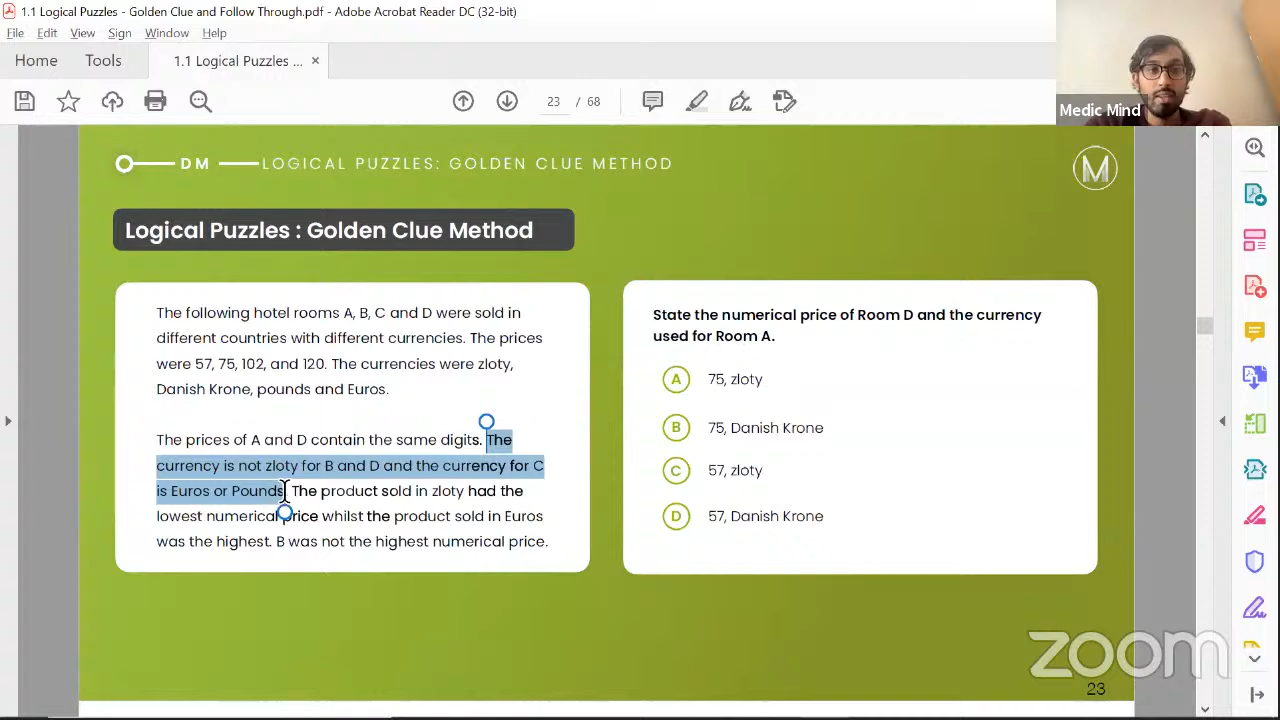 1.1 Logical Puzzles - Golden Clue and Follow Through.pdf - Adobe Acrobat Reader DC (32-bit)
File Edit View Sign Window Help
Home Tools 1.1 Logical Puzzles ... ×
23 / 68
Medic Mind
DM LOGICAL PUZZLES: GOLDEN CLUE METHOD
M
Logical Puzzles : Golden Clue Method
The following hotel rooms A, B, C and D were sold in
different countries with different currencies. The prices
were 57, 75, 102, and 120. The currencies were zloty,
Danish Krone, pounds and Euros.
The prices of A and D contain the same digits. The
currency is not zloty for B and D and the currency for C
is Euros or Pounds. The product sold in zloty had the
lowest numerical price whilst the product sold in Euros
was the highest. B was not the highest numerical price.
State the numerical price of Room D and the currency
used for Room A.
A 75, zloty
B 75, Danish Krone
C 57, zloty
D 57, Danish Krone
zoom
23